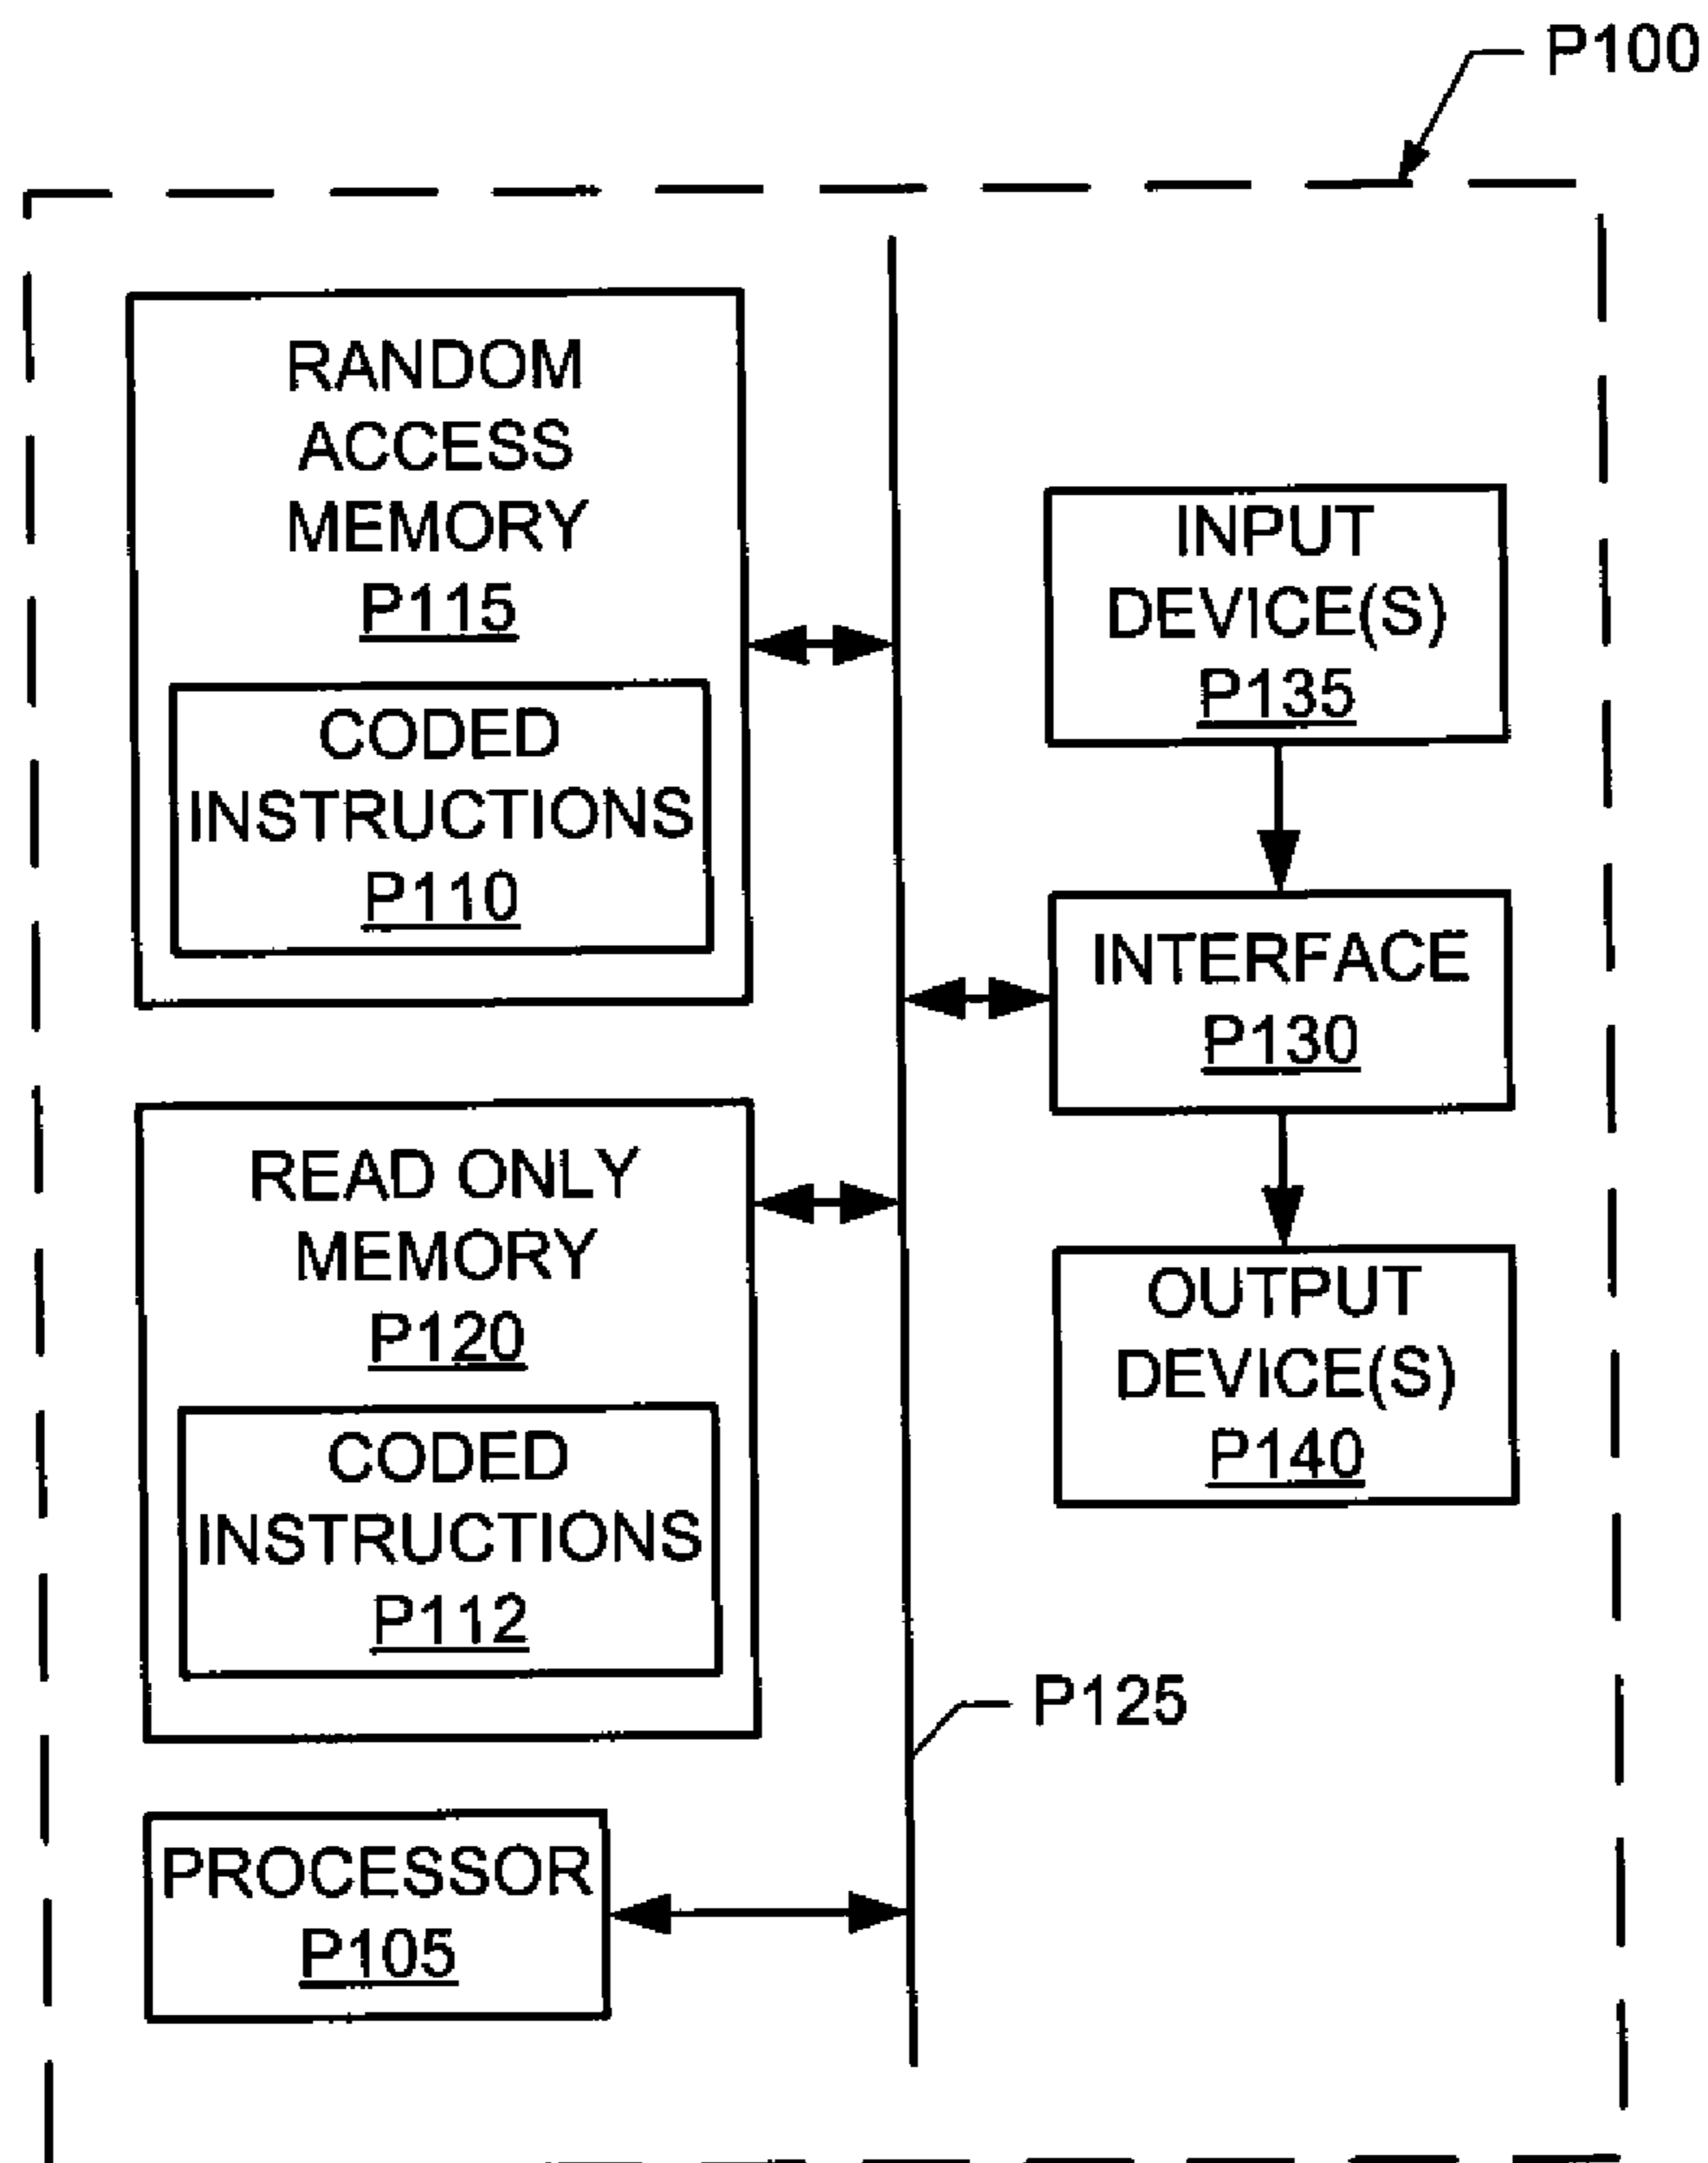 P100
RANDOM
ACCESS
MEMORY
P115
CODED
INSTRUCTIONS
P110
READ ONLY
MEMORY
P120
CODED
INSTRUCTIONS
P112
PROCESSOR
P105
INPUT
DEVICE(S)
P135
INTERFACE
P130
OUTPUT
DEVICE(S)
P140
P125